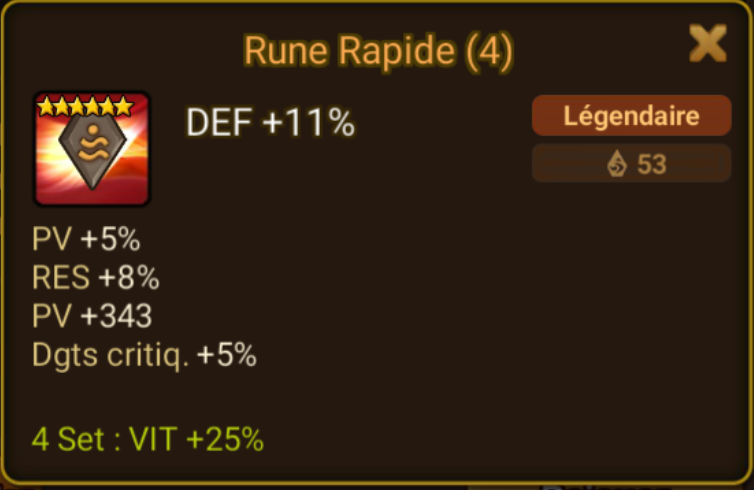 Rune Rapide (4)
DEF +11%
Légendaire
53
PV +5%
RES +8%
PV +343
Dgts critiq. +5%
4 Set : VIT +25%